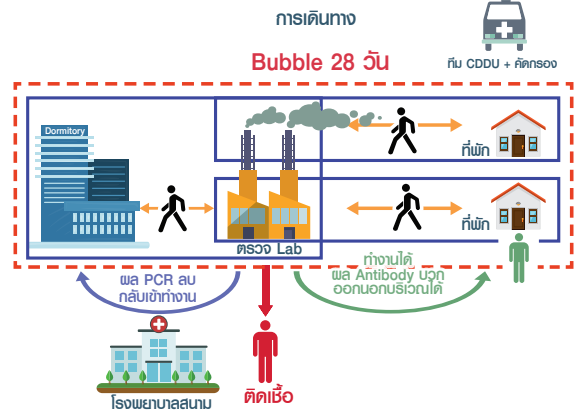 การเดินทาง
ทีม CDDU + คัดกรอง
Bubble 28 วัน
Dormitory
ที่พัก
ที่พัก
ตรวจ Lab
ผล PCR ลบ
กลับเข้าทำงาน
ทำงานได้
ผล Antibody บวก
ออกนอกบริเวณได้
โรงพยาบาลสนาม
ติดเชื้อ